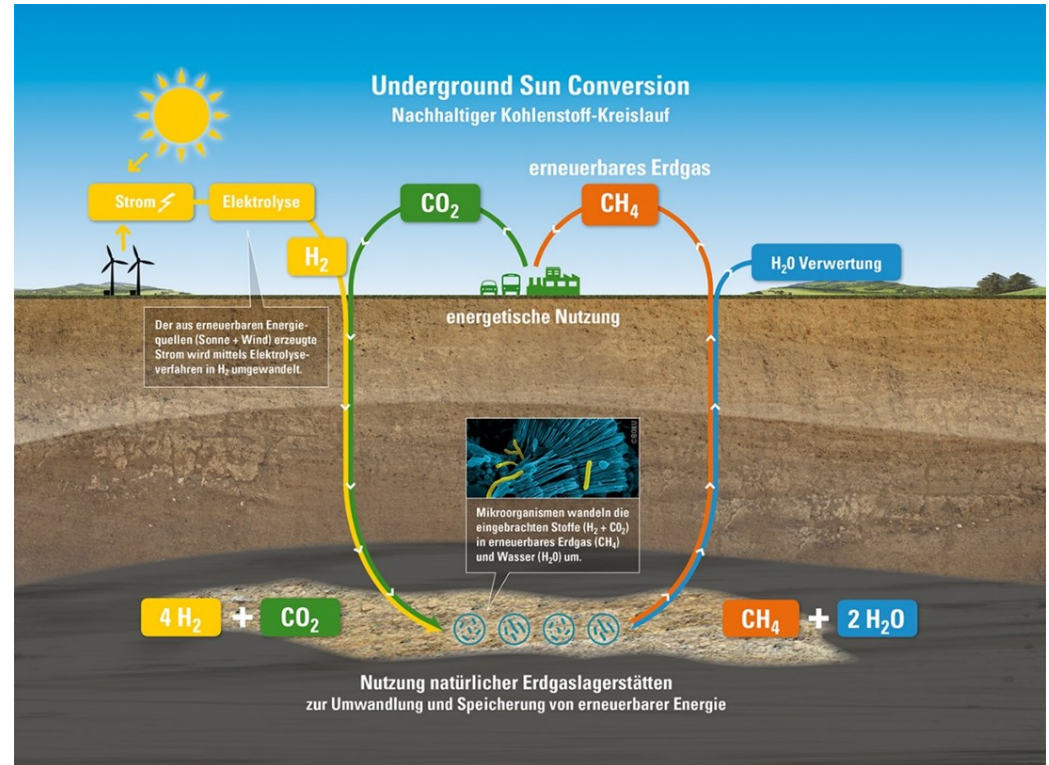 Underground Sun Conversion
Nachhaltiger Kohlenstoff-Kreislauf
erneuerbares Erdgas
Strom
Elektrolyse
CO₂
CH₄
H₂
H₂0 Verwertung
energetische Nutzung
Der aus erneuerbaren Energie-
quellen (Sonne + Wind) erzeugte
Strom wird mittels Elektrolyse-
verfahren in H₂ umgewandelt.
©BOKU
Mikroorganismen wandeln die
eingebrachten Stoffe (H₂ + CO₂)
in erneuerbares Erdgas (CH₄)
und Wasser (H₂0) um.
4 H₂ + CO₂
CH₄ + 2 H₂O
Nutzung natürlicher Erdgaslagerstätten
zur Umwandlung und Speicherung von erneuerbarer Energie